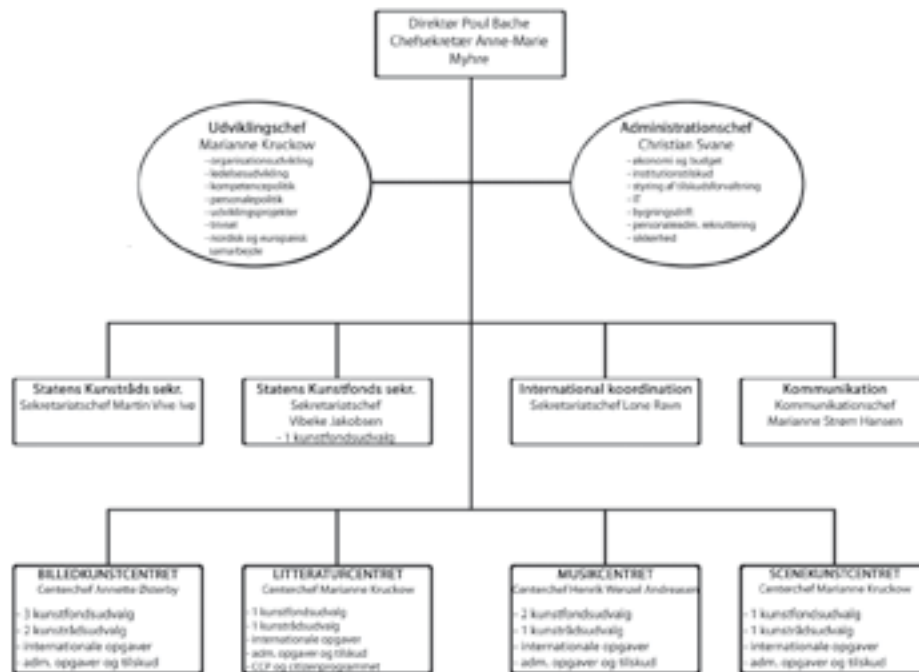 Direktør Poul Bache
Chefsekretær Anne-Marie
Myhre
Udviklingschef
Marianne Kruckow
- organisationsudvikling
- ledelsesudvikling
- kompetencepolitik
- personalepolitik
- udviklingsprojekter
- trivsel
- nordisk og europæisk
samarbejde
Administrationschef
Christian Svane
- økonomi og budget
- institutionstilskud
- styring af tilskudsforvaltning
- IT
- bygningsdrift
- personaleadm. rekruttering
- sikkerhed
Statens Kunstråds sekr.
Sekretariatschef Martin
Statens Kunstfonds sekr.
Sekretariatschef
Vibeke Jakobsen
- 1 kunstfondsudvalg
International koordination
Sekretariatschef Lone Ravn
Kommunikation
Kommunikationschef
Marianne Strøm Hansen
BILLEDKUNSTCENTRET
Centerchef Annette Østerby
- 3 kunstfondsudvalg
- 2 kunstrådsudvalg
- internationale opgaver
- adm. opgaver og tilskud
LITTERATURCENTRET
Centerchef Marianne Kruckow
- 1 kunstfondsudvalg
- 1 kunstrådsudvalg
- internationale opgaver
- adm. opgaver og tilskud
- CCP og citizenprogrammet
MUSIKCENTRET
Centerchef Henrik Wenzel Andreasen
- 2 kunstfondsudvalg
- 1 kunstrådsudvalg
- internationale opgaver
- adm. opgaver og tilskud
SCENEKUNSTCENTRET
Centerchef Marianne Kruckow
- 1 kunstfondsudvalg
- 1 kunstrådsudvalg
- internationale opgaver
- adm. opgaver og tilskud